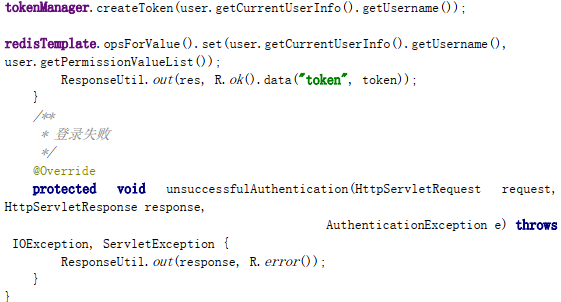 tokenManager.createToken(user.getCurrentUserInfo().getUsername());
redisTemplate.opsForValue().set(user.getCurrentUserInfo().getUsername(),
user.getPermissionValueList());
ResponseUtil.out(res, R.ok().data("token", token));
}
/**
* 登录失败
*/
@Override
protected void unsuccessfulAuthentication(HttpServletRequest request,
HttpServletResponse response,
AuthenticationException e) throws
IOException, ServletException {
ResponseUtil.out(response, R.error());
}
}